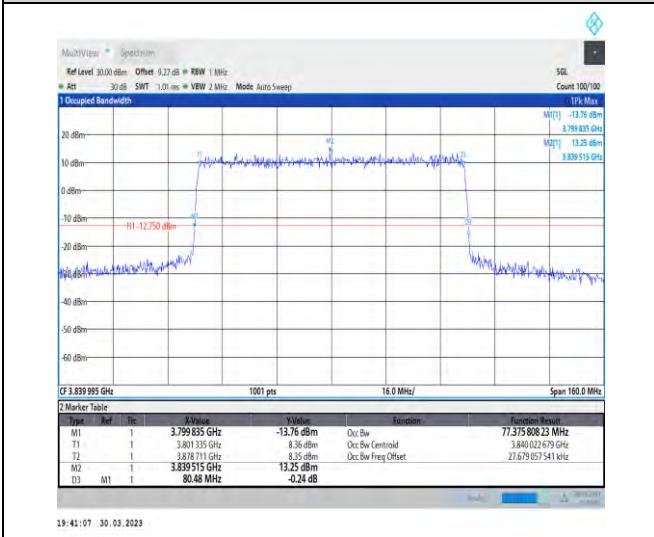 MultiView Spectrum
Ref Level 30.00 dBm Offset 9.27 dB RBW 1 MHz SGL
Att 30 dB SWT 1.01 ms VBW 2 MHz Mode Auto Sweep Count 100/100
1 Occupied Bandwidth 1Pk Max
M1[1] -13.76 dBm
3.799 835 GHz
M2[1] 13.25 dBm
3.839 515 GHz
20 dBm
M2
T1 T2
10 dBm
0 dBm
-10 dBm
M1
H1 -12.750 dBm
D3
-20 dBm
-30 dBm
-40 dBm
-50 dBm
-60 dBm
CF 3.839 995 GHz 1001 pts 16.0 MHz/ Span 160.0 MHz
2 Marker Table
Type Ref Trc X-Value Y-Value Function Function Result
M1 1 3.799 835 GHz -13.76 dBm Occ Bw 77.375 808 23 MHz
T1 1 3.801 335 GHz 8.36 dBm Occ Bw Centroid 3.840 022 679 GHz
T2 1 3.878 711 GHz 8.35 dBm Occ Bw Freq Offset 27.679 057 541 kHz
M2 1 3.839 515 GHz 13.25 dBm
D3 M1 1 80.48 MHz -0.24 dB
19:41:07 30.03.2023